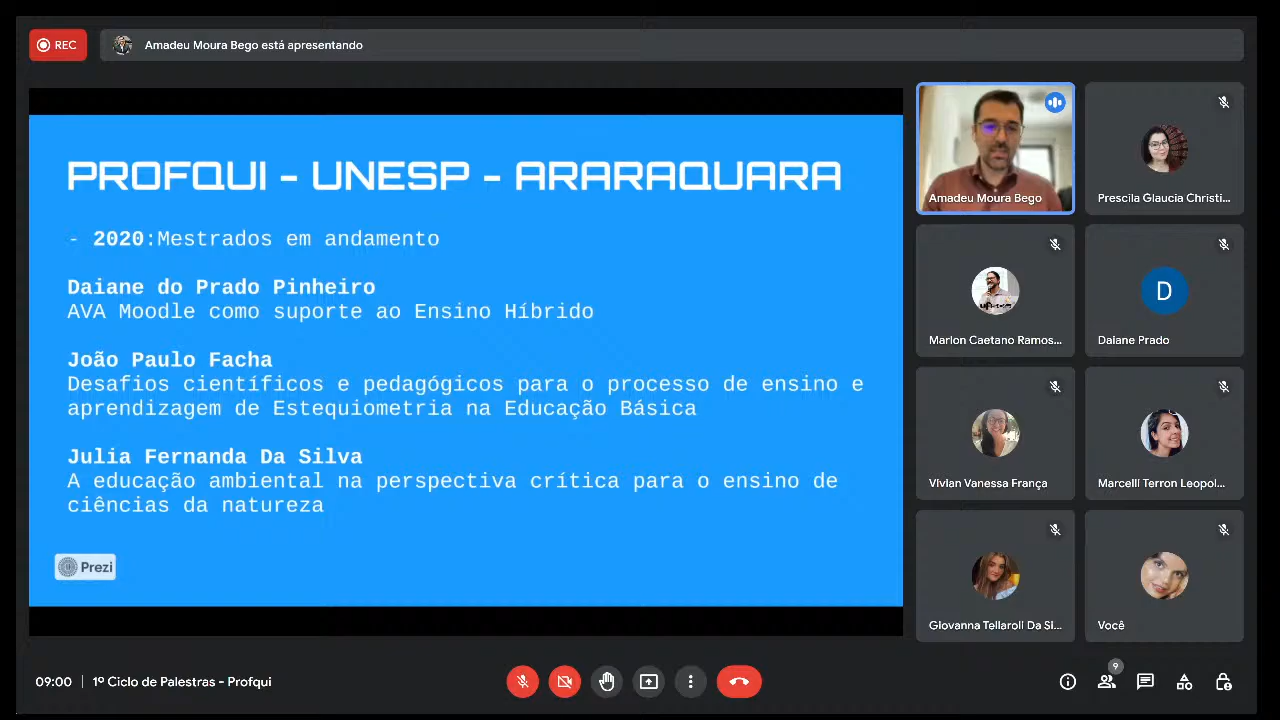 REC
Amadeu Moura Bego está apresentando
PROFQUI - UNESP - ARARAQUARA
- 2020:Mestrados em andamento
Daiane do Prado Pinheiro
AVA Moodle como suporte ao Ensino Híbrido
João Paulo Facha
Desafios científicos e pedagógicos para o processo de ensino e
aprendizagem de Estequiometria na Educação Básica
Julia Fernanda Da Silva
A educação ambiental na perspectiva crítica para o ensino de
ciências da natureza
Prezi
Amadeu Moura Bego
Prescila Glaucia Christi...
Marlon Caetano Ramos...
D
Daiane Prado
Vivian Vanessa França
Marcelli Terron Leopol...
Giovanna Tellaroli Da Si...
Você
09:00 | 1º Ciclo de Palestras - Profqui
9